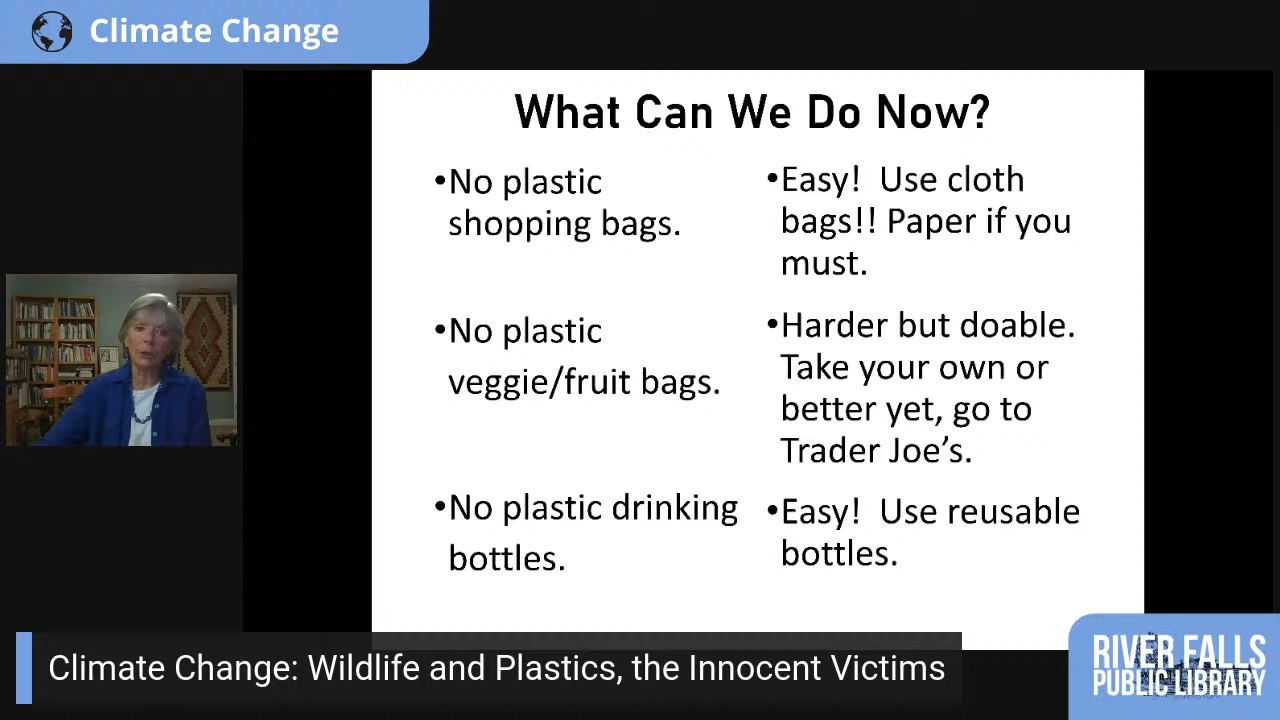 Climate Change
What Can We Do Now?
•No plastic
shopping bags.
•Easy!  Use cloth
bags!! Paper if you
must.
•No plastic
veggie/fruit bags.
•Harder but doable.
Take your own or
better yet, go to
Trader Joe’s.
•No plastic drinking
bottles.
•Easy!  Use reusable
bottles.
Climate Change: Wildlife and Plastics, the Innocent Victims
RIVER FALLS
PUBLIC LIBRARY